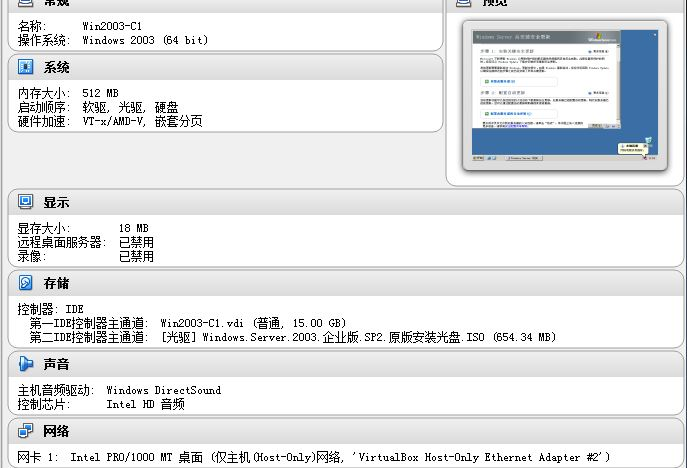 常规
名称: Win2003-C1
操作系统: Windows 2003 (64 bit)
预览
系统
内存大小: 512 MB
启动顺序: 软驱, 光驱, 硬盘
硬件加速: VT-x/AMD-V, 嵌套分页
显示
显存大小: 18 MB
远程桌面服务器: 已禁用
录像: 已禁用
存储
控制器: IDE
第一IDE控制器主通道: Win2003-C1.vdi (普通, 15.00 GB)
第二IDE控制器主通道: [光驱] Windows.Server.2003.企业版.SP2.原版安装光盘.ISO (654.34 MB)
声音
主机音频驱动: Windows DirectSound
控制芯片: Intel HD 音频
网络
网卡 1: Intel PRO/1000 MT 桌面 (仅主机(Host-Only)网络, 'VirtualBox Host-Only Ethernet Adapter #2')